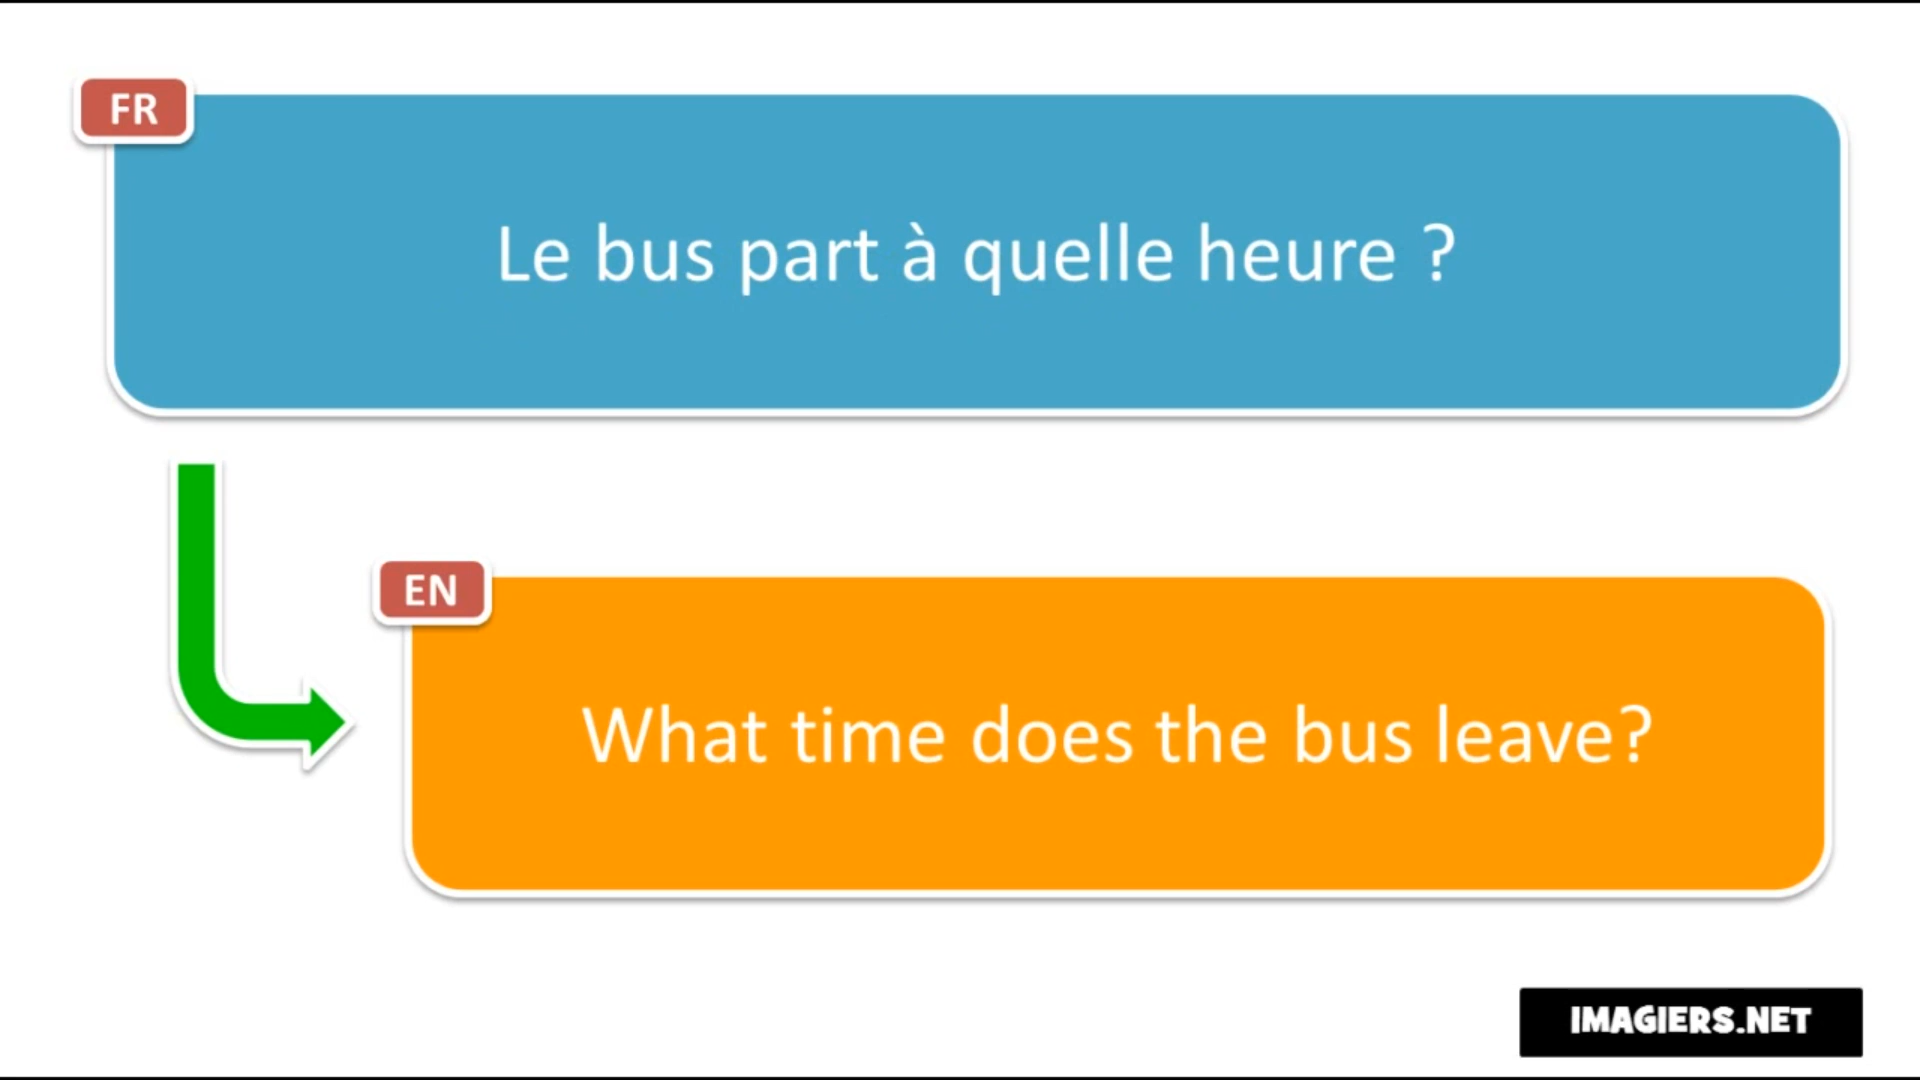 FR
Le bus part à quelle heure ?
EN
What time does the bus leave?
IMAGIERS.NET